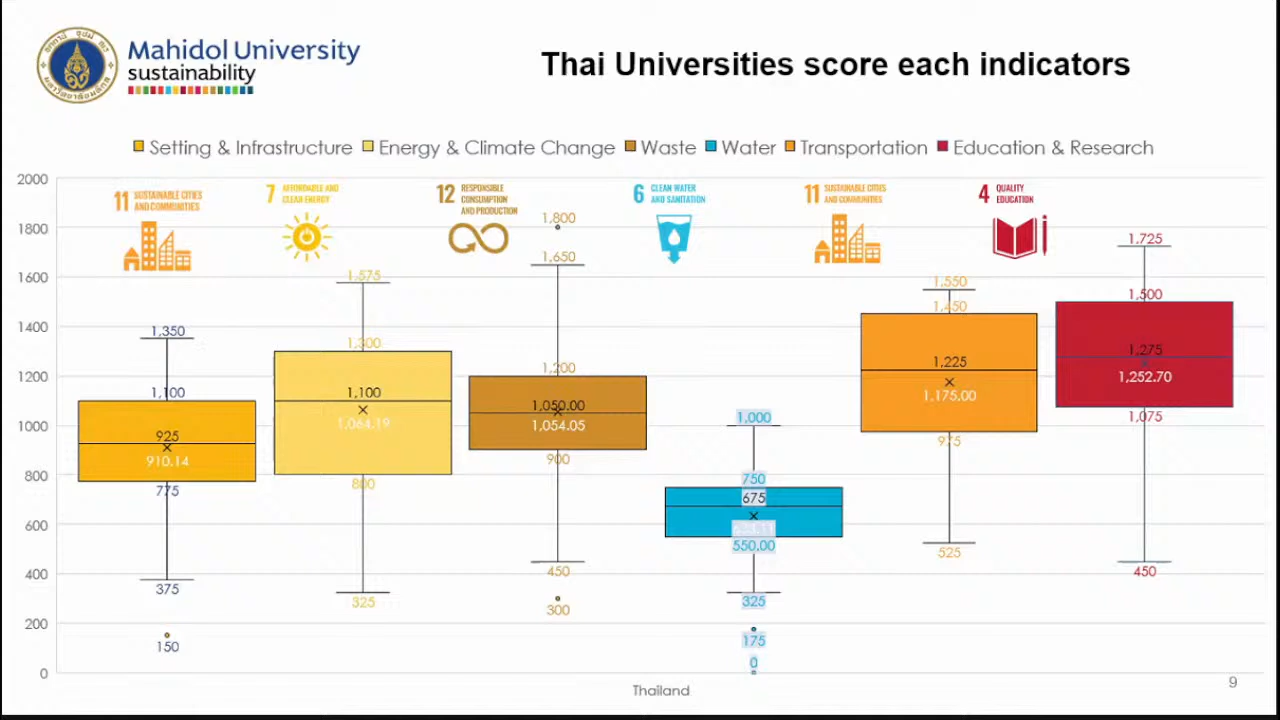 Mahidol University
sustainability
Thai Universities score each indicators
Setting & Infrastructure
Energy & Climate Change
Waste
Water
Transportation
Education & Research
2000
1800
1600
1400
1200
1000
800
600
400
200
0
11 SUSTAINABLE CITIES
AND COMMUNITIES
7 AFFORDABLE AND
CLEAN ENERGY
12 RESPONSIBLE
CONSUMPTION
AND PRODUCTION
6 CLEAN WATER
AND SANITATION
11 SUSTAINABLE CITIES
AND COMMUNITIES
4 QUALITY
EDUCATION
1,350
1,100
925
910.14
775
375
150
1,575
1,300
1,100
1,064.19
800
325
1,800
1,650
1,200
1,050.00
1,054.05
900
450
300
1,000
750
675
550.00
325
175
0
1,550
1,450
1,225
1,175.00
975
525
1,725
1,500
1,275
1,252.70
1,075
450
Thailand
9